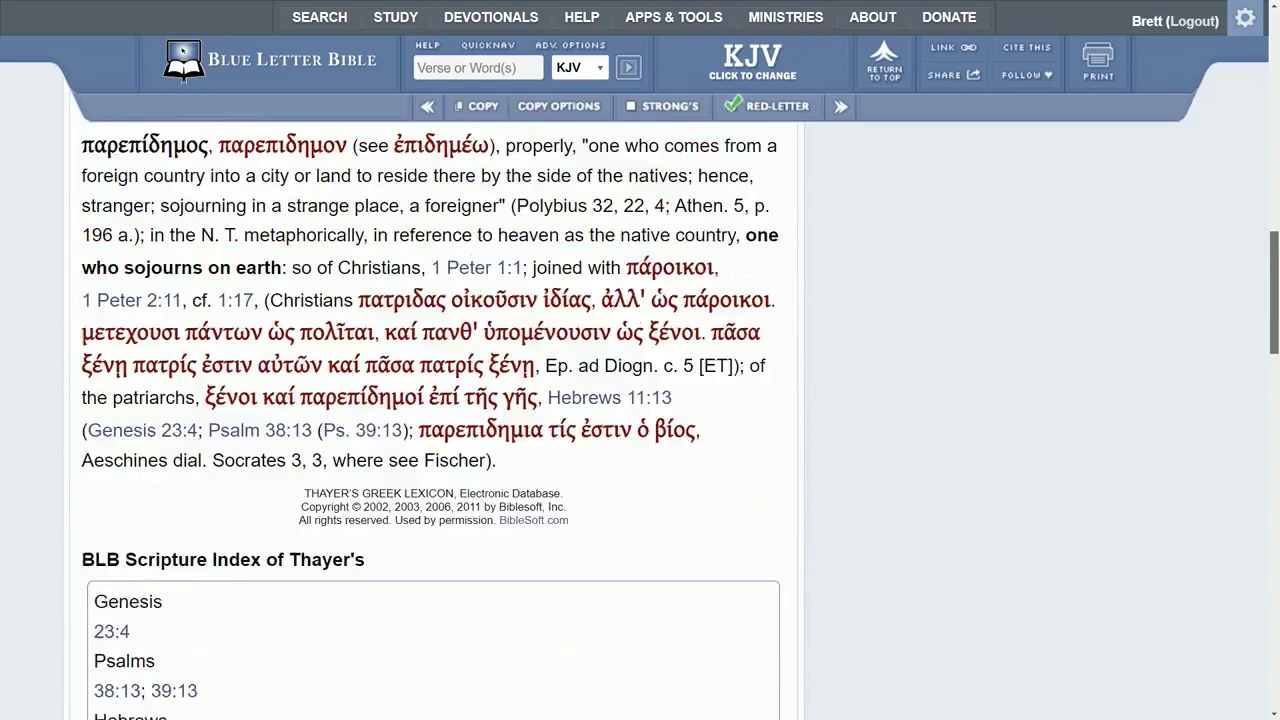 SEARCH STUDY DEVOTIONALS HELP APPS & TOOLS MINISTRIES ABOUT DONATE Brett (Logout)
BLUE LETTER BIBLE
HELP QUICKNAV ADV. OPTIONS
Verse or Word(s) KJV
KJV
CLICK TO CHANGE
RETURN
TO TOP
LINK CITE THIS
SHARE FOLLOW
PRINT
COPY COPY OPTIONS STRONG'S RED-LETTER
παρεπίδημος, παρεπιδημον (see ἐπιδημέω), properly, "one who comes from a
foreign country into a city or land to reside there by the side of the natives; hence,
stranger; sojourning in a strange place, a foreigner" (Polybius 32, 22, 4; Athen. 5, p.
196 a.); in the N. T. metaphorically, in reference to heaven as the native country, one
who sojourns on earth: so of Christians, 1 Peter 1:1; joined with πάροικοι,
1 Peter 2:11, cf. 1:17, (Christians πατριδας οἰκοῦσιν ἰδίας, ἀλλ' ὡς πάροικοι.
μετεχουσι πάντων ὡς πολῖται, καί πανθ' ὑπομένουσιν ὡς ξένοι. πᾶσα
ξένῃ πατρίς ἐστιν αὐτῶν καί πᾶσα πατρίς ξένῃ, Ep. ad Diogn. c. 5 [ET]); of
the patriarchs, ξένοι καί παρεπίδημοί ἐπί τῆς γῆς, Hebrews 11:13
(Genesis 23:4; Psalm 38:13 (Ps. 39:13); παρεπιδημια τίς ἐστιν ὁ βίος,
Aeschines dial. Socrates 3, 3, where see Fischer).
THAYER'S GREEK LEXICON, Electronic Database.
Copyright © 2002, 2003, 2006, 2011 by Biblesoft, Inc.
All rights reserved. Used by permission. BibleSoft.com
BLB Scripture Index of Thayer's
Genesis
23:4
Psalms
38:13; 39:13
Hebrews